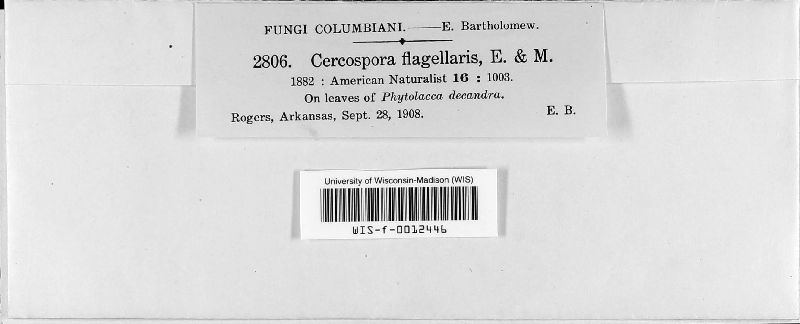 FUNGI COLUMBIANI.—E. Bartholomew.
2806. Cercospora flagellaris, E. & M.
1882 : American Naturalist 16 : 1003.
On leaves of Phytolacca decandra.
Rogers, Arkansas, Sept. 28, 1908. E. B.
University of Wisconsin-Madison (WIS)
WIS-f-0012446